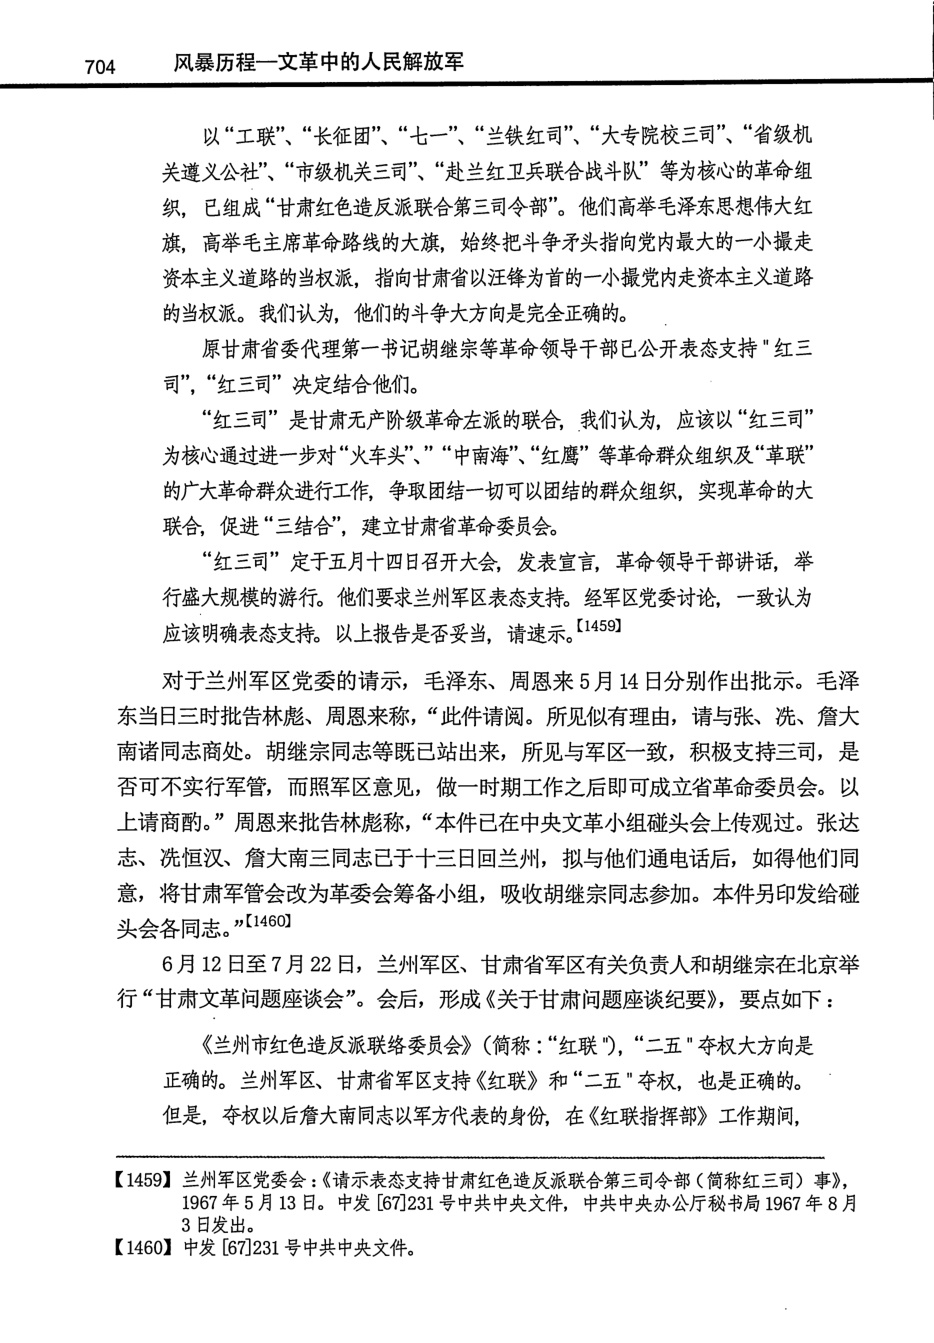 704 风暴历程—文革中的人民解放军
以“工联”、“长征团”、“七一”、“兰铁红司”、“大专院校三司”、“省级机
关遵义公社”、“市级机关三司”、“赴兰红卫兵联合战斗队” 等为核心的革命组
织，已组成“甘肃红色造反派联合第三司令部”。他们高举毛泽东思想伟大红
旗，高举毛主席革命路线的大旗，始终把斗争矛头指向党内最大的一小撮走
资本主义道路的当权派，指向甘肃省以汪锋为首的一小撮党内走资本主义道路
的当权派。我们认为，他们的斗争大方向是完全正确的。
原甘肃省委代理第一书记胡继宗等革命领导干部已公开表态支持"红三
司”，“红三司” 决定结合他们。
“红三司” 是甘肃无产阶级革命左派的联合，我们认为，应该以“红三司”
为核心通过进一步对“火车头”、” “中南海”、“红鹰” 等革命群众组织及“革联”
的广大革命群众进行工作，争取团结一切可以团结的群众组织，实现革命的大
联合，促进“三结合”，建立甘肃省革命委员会。
“红三司” 定于五月十四日召开大会，发表宣言，革命领导干部讲话，举
行盛大规模的游行。他们要求兰州军区表态支持。经军区党委讨论，一致认为
应该明确表态支持。以上报告是否妥当，请速示。【1459】
对于兰州军区党委的请示，毛泽东、周恩来 5 月 14 日分别作出批示。毛泽
东当日三时批告林彪、周恩来称，“此件请阅。所见似有理由，请与张、冼、詹大
南诸同志商处。胡继宗同志等既已站出来，所见与军区一致，积极支持三司，是
否可不实行军管，而照军区意见，做一时期工作之后即可成立省革命委员会。以
上请商酌。” 周恩来批告林彪称，“本件已在中央文革小组碰头会上传观过。张达
志、冼恒汉、詹大南三同志已于十三日回兰州，拟与他们通电话后，如得他们同
意，将甘肃军管会改为革委会筹备小组，吸收胡继宗同志参加。本件另印发给碰
头会各同志。”【1460】
6 月 12 日至 7 月 22 日，兰州军区、甘肃省军区有关负责人和胡继宗在北京举
行“甘肃文革问题座谈会”。会后，形成《关于甘肃问题座谈纪要》，要点如下：
《兰州市红色造反派联络委员会》（简称：“红联"），“二五"夺权大方向是
正确的。兰州军区、甘肃省军区支持《红联》和“二五"夺权，也是正确的。
但是，夺权以后詹大南同志以军方代表的身份，在《红联指挥部》工作期间，
【1459】兰州军区党委会：《请示表态支持甘肃红色造反派联合第三司令部（简称红三司）事》，
1967 年 5 月 13 日。中发 [67]231 号中共中央文件，中共中央办公厅秘书局 1967 年 8 月
3 日发出。
【1460】中发 [67]231 号中共中央文件。